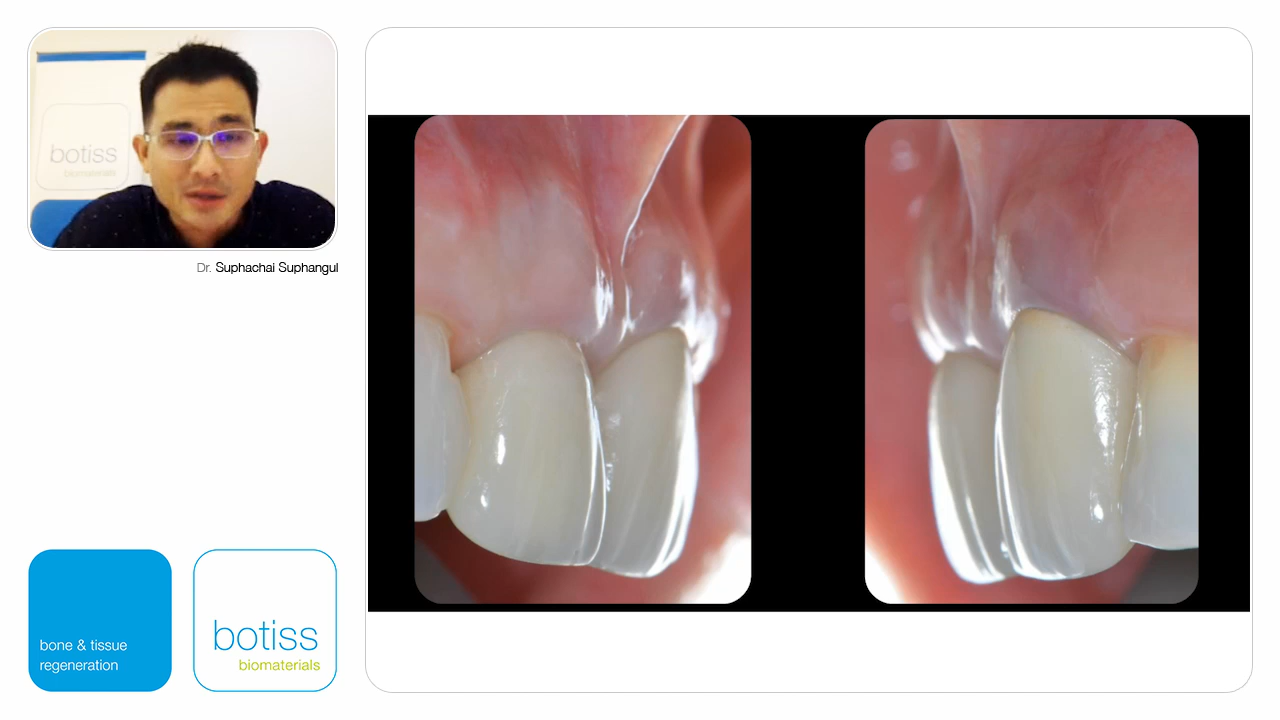 botiss
biomaterials
Dr. Suphachai Suphangul
bone & tissue
regeneration
botiss
biomaterials